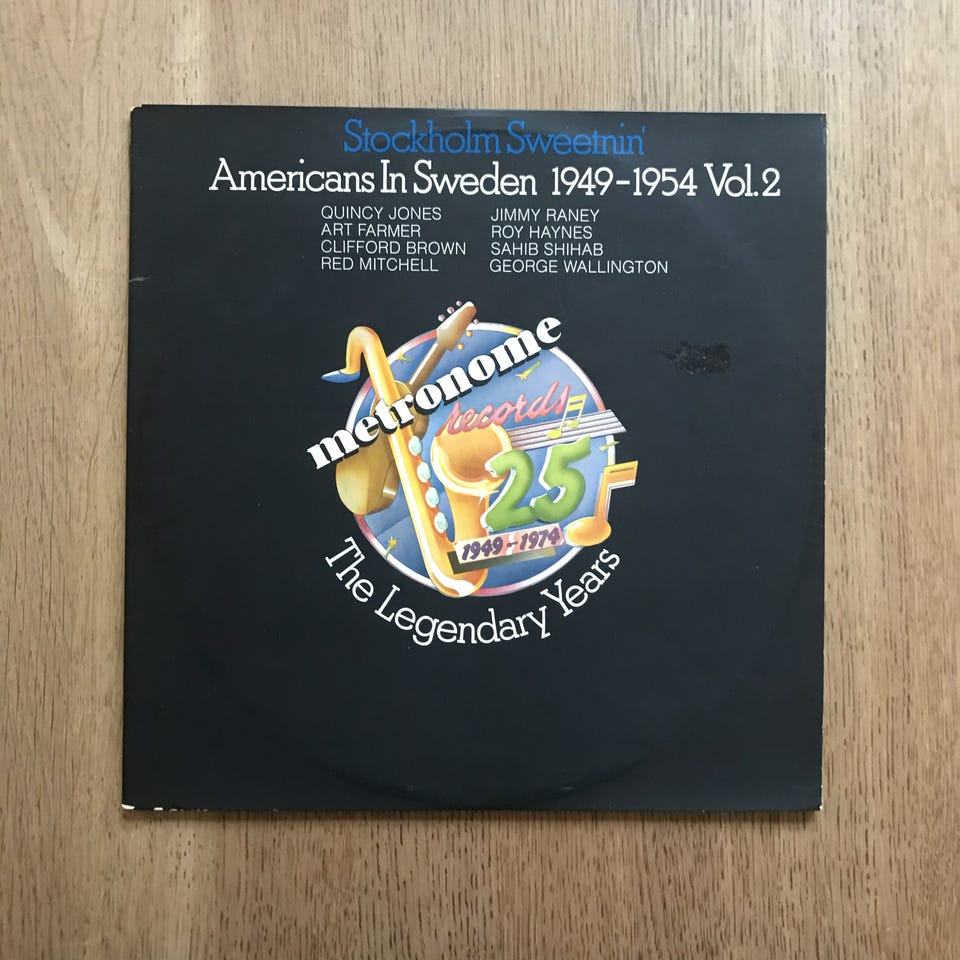 Stockholm Sweetnin'
Americans In Sweden 1949-1954 Vol.2
QUINCY JONES JIMMY RANEY
ART FARMER ROY HAYNES
CLIFFORD BROWN SAHIB SHIHAB
RED MITCHELL GEORGE WALLINGTON
metronome
records
25
1949-1974
The Legendary Years